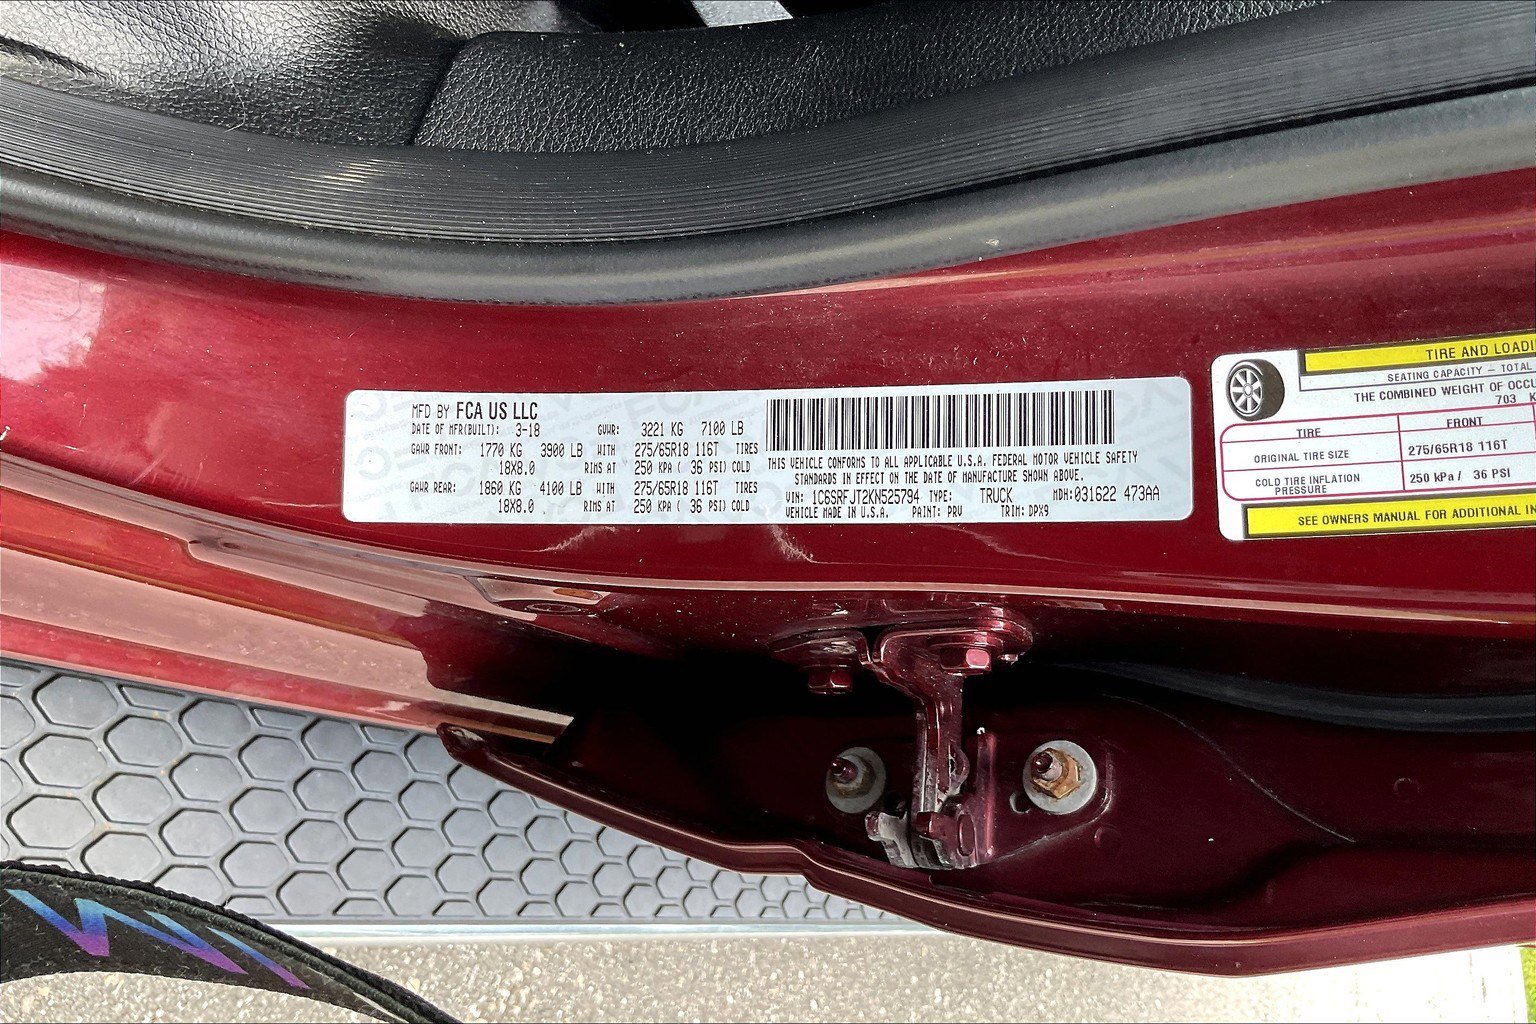 MFD BY FCA US LLC
DATE OF MFR(BUILT): 3-18 GVWR: 3221 KG 7100 LB
GAWR FRONT: 1770 KG 3900 LB WITH 275/65R18 116T TIRES
18X8.0 RIMS AT 250 KPA ( 36 PSI) COLD
GAWR REAR: 1860 KG 4100 LB WITH 275/65R18 116T TIRES
18X8.0 RIMS AT 250 KPA ( 36 PSI) COLD
THIS VEHICLE CONFORMS TO ALL APPLICABLE U.S.A. FEDERAL MOTOR VEHICLE SAFETY
STANDARDS IN EFFECT ON THE DATE OF MANUFACTURE SHOWN ABOVE.
VIN: 1C6SRFJT2KN525794 TYPE: TRUCK MDH:031622 473AA
VEHICLE MADE IN U.S.A. PAINT: PRV TRIM: DPX9
TIRE AND LOADI
SEATING CAPACITY – TOTAL
THE COMBINED WEIGHT OF OCCU
703 K
TIRE FRONT
ORIGINAL TIRE SIZE 275/65R18 116T
COLD TIRE INFLATION PRESSURE 250 kPa / 36 PSI
SEE OWNERS MANUAL FOR ADDITIONAL IN